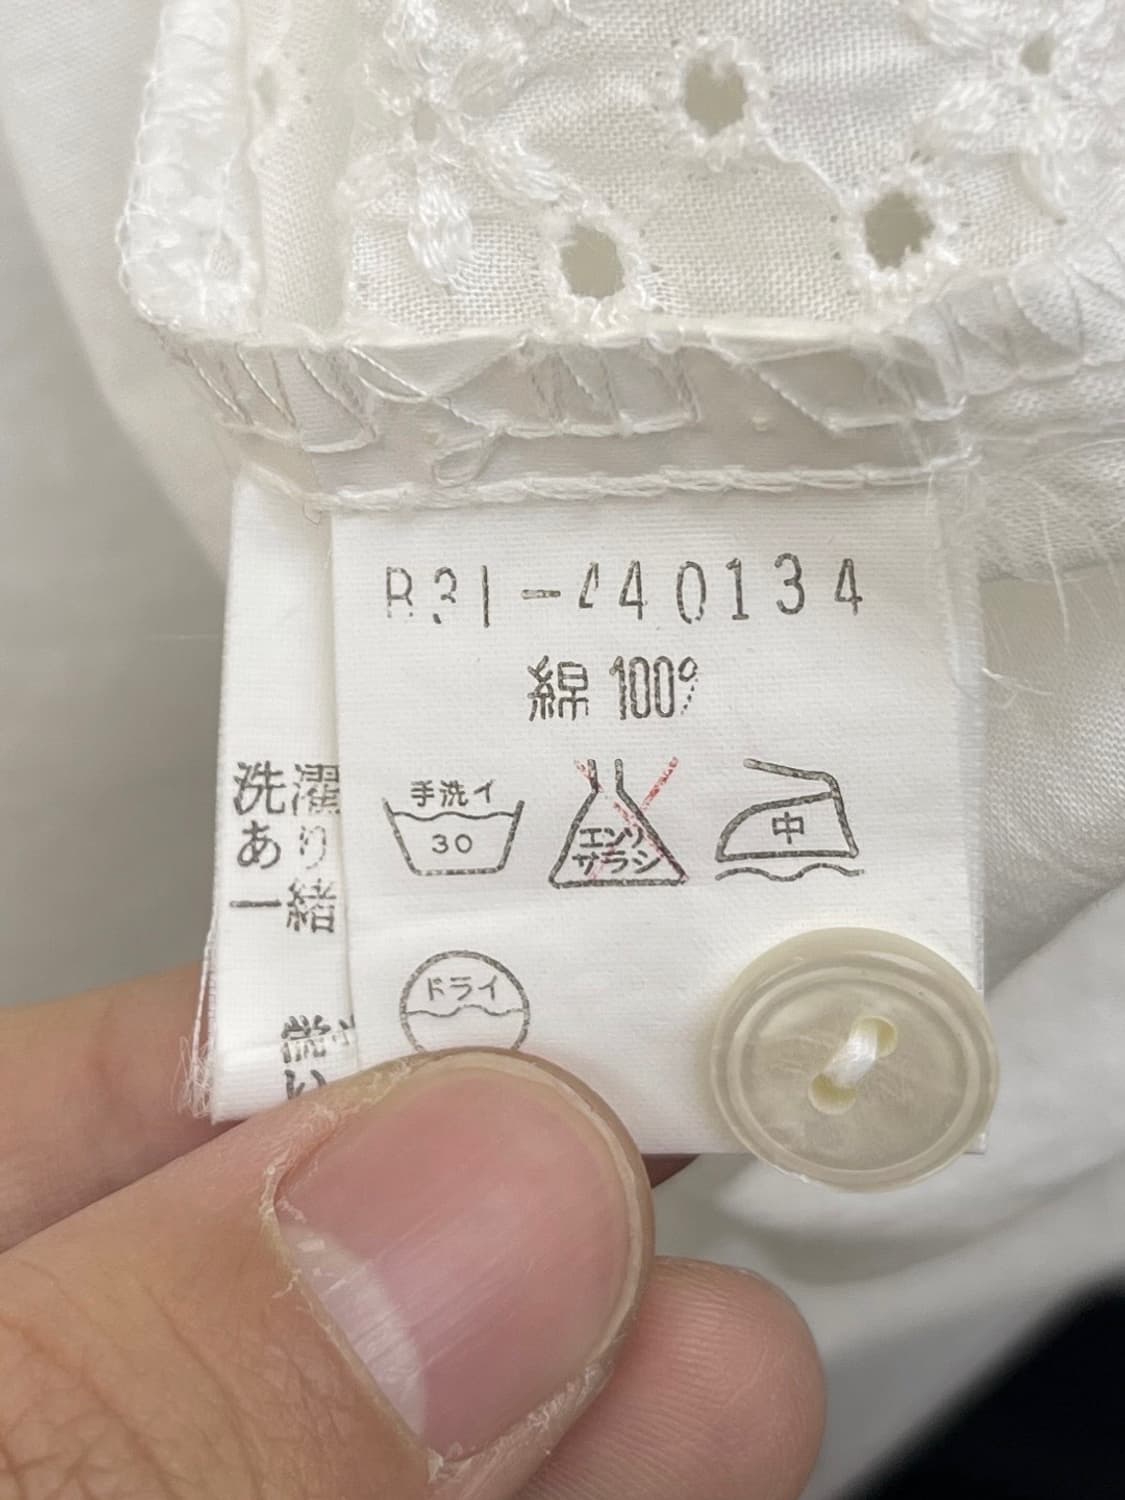 B31-440134
綿 100%
手洗イ
30
エンソ
サラシ
中
ドライ
洗濯
あり
一緒
い